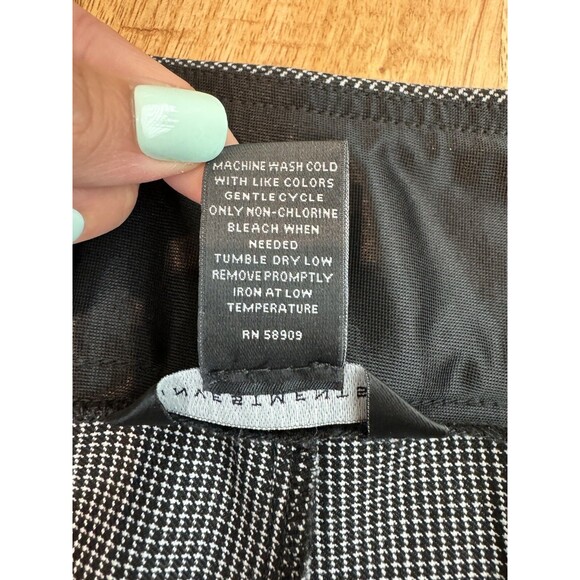 MACHINE WASH COLD
WITH LIKE COLORS
GENTLE CYCLE
ONLY NON-CHLORINE
BLEACH WHEN
NEEDED
TUMBLE DRY LOW
REMOVE PROMPTLY
IRON AT LOW
TEMPERATURE
RN 58909
INVESTMENTS